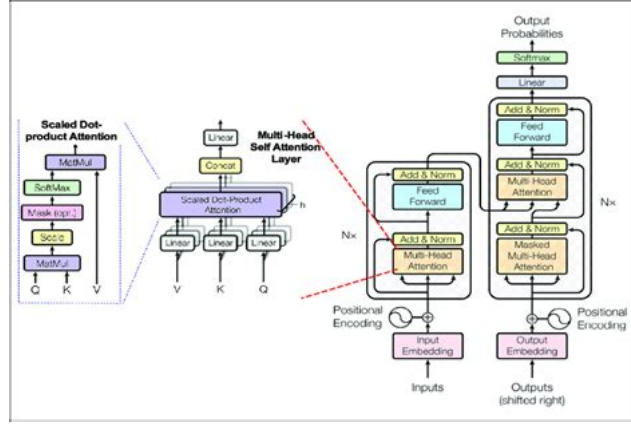 Scaled Dot-
product Attention
MatMul
SoftMax
Mask (opt.)
Scale
MatMul
Q K V
Linear
Multi-Head
Self Attention
Layer
Concat
Scaled Dot-Product
Attention
h
Linear Linear Linear
V K Q
Add & Norm
Feed
Forward
Nx
Add & Norm
Multi-Head
Attention
Positional
Encoding
Input
Embedding
Inputs
Output
Probabilities
Softmax
Linear
Add & Norm
Feed
Forward
Add & Norm
Multi-Head
Attention
Nx
Add & Norm
Masked
Multi-Head
Attention
Positional
Encoding
Output
Embedding
Outputs
(shifted right)